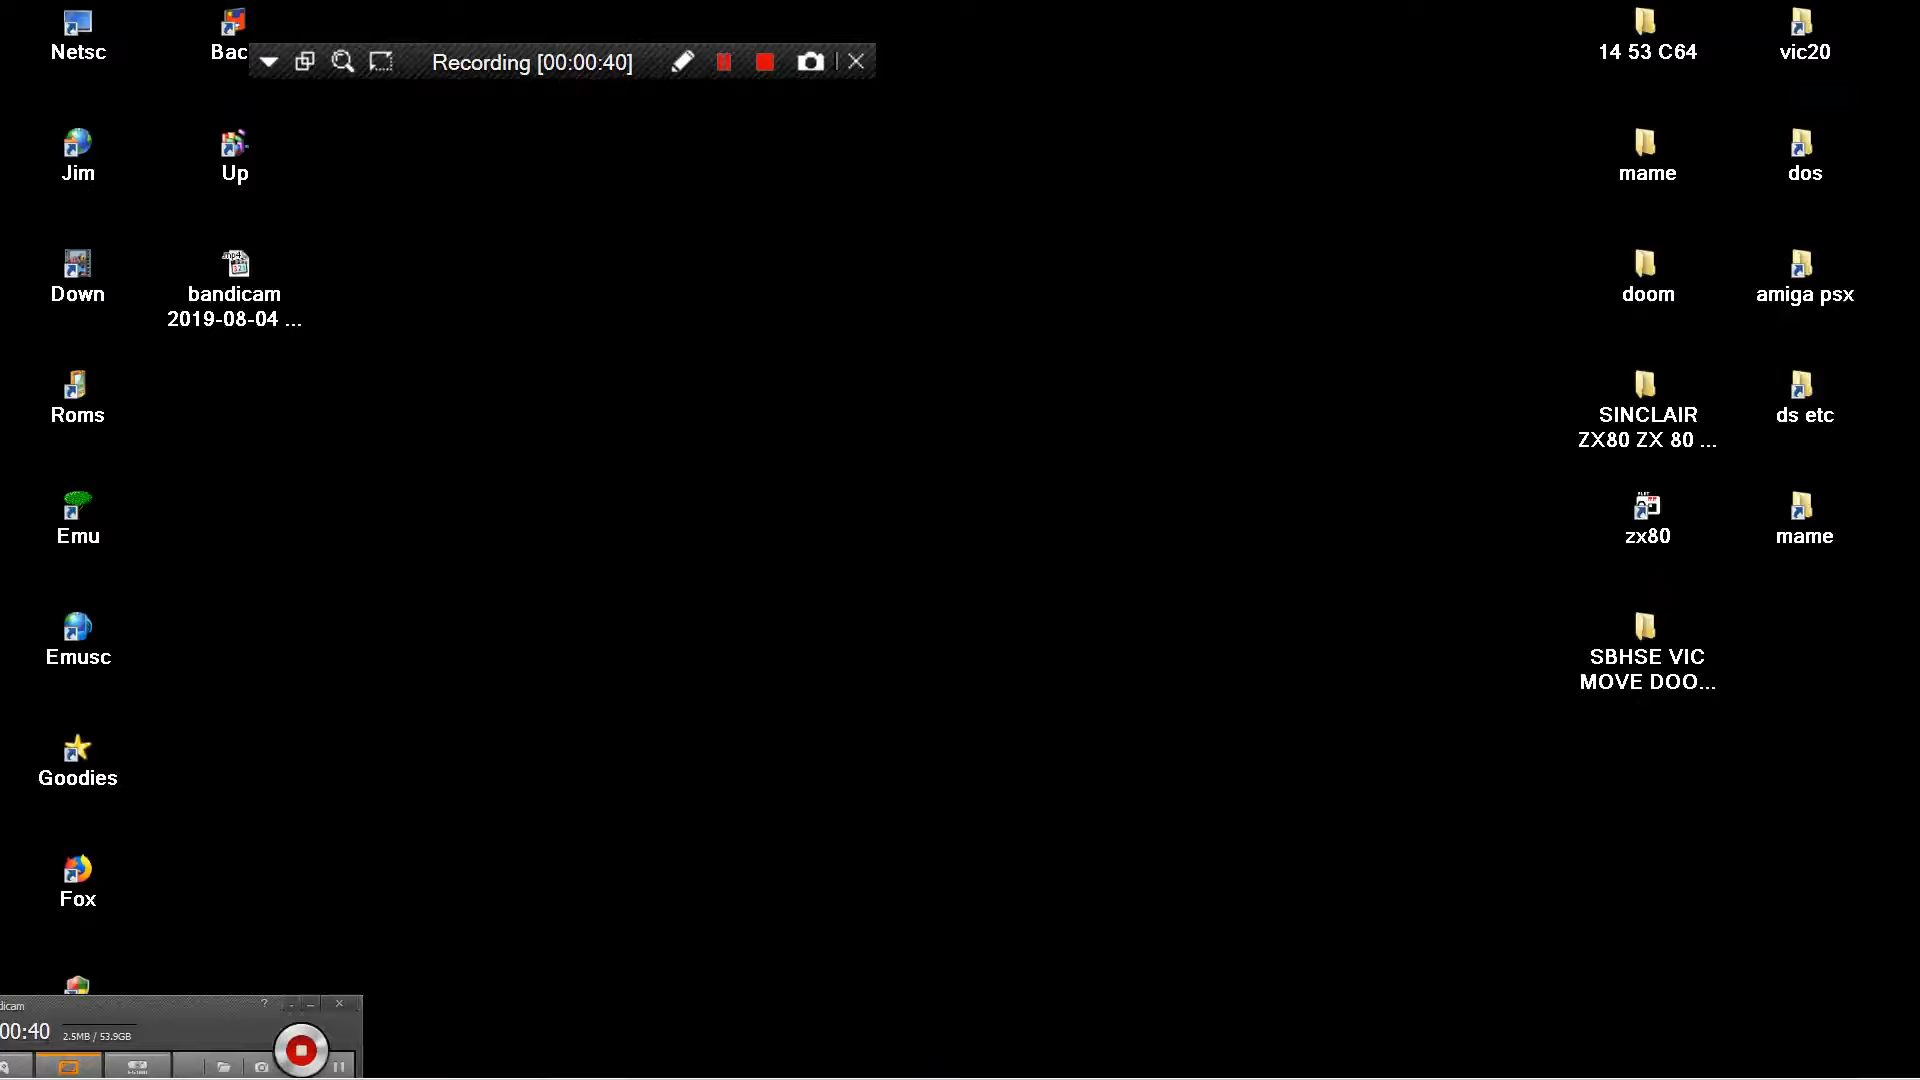 Netsc
Bac
Recording [00:00:40]
14 53 C64
vic20
Jim
Up
mame
dos
Down
bandicam
2019-08-04 ...
doom
amiga psx
Roms
SINCLAIR
ZX80 ZX 80 ...
ds etc
Emu
zx80
mame
Emusc
SBHSE VIC
MOVE DOO...
Goodies
Fox
dicam
?
00:40
2.5MB / 53.9GB